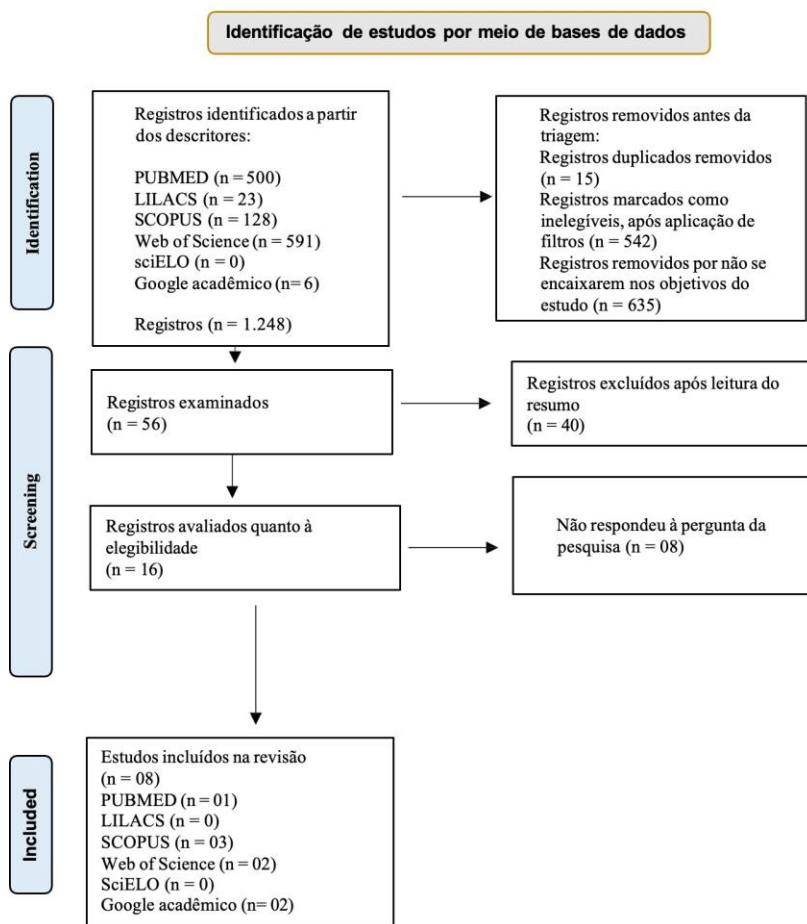 Identificação de estudos por meio de bases de dados
Identification
Registros identificados a partir
dos descritores:
PUBMED (n = 500)
LILACS (n = 23)
SCOPUS (n = 128)
Web of Science (n = 591)
sciELO (n = 0)
Google acadêmico (n= 6)
Registros (n = 1.248)
Registros removidos antes da
triagem:
Registros duplicados removidos
(n = 15)
Registros marcados como
inelegíveis, após aplicação de
filtros (n = 542)
Registros removidos por não se
encaixarem nos objetivos do
estudo (n = 635)
Screening
Registros examinados
(n = 56)
Registros excluídos após leitura do
resumo
(n = 40)
Registros avaliados quanto à
elegibilidade
(n = 16)
Não respondeu à pergunta da
pesquisa (n = 08)
Included
Estudos incluídos na revisão
(n = 08)
PUBMED (n = 01)
LILACS (n = 0)
SCOPUS (n = 03)
Web of Science (n = 02)
SciELO (n = 0)
Google acadêmico (n= 02)